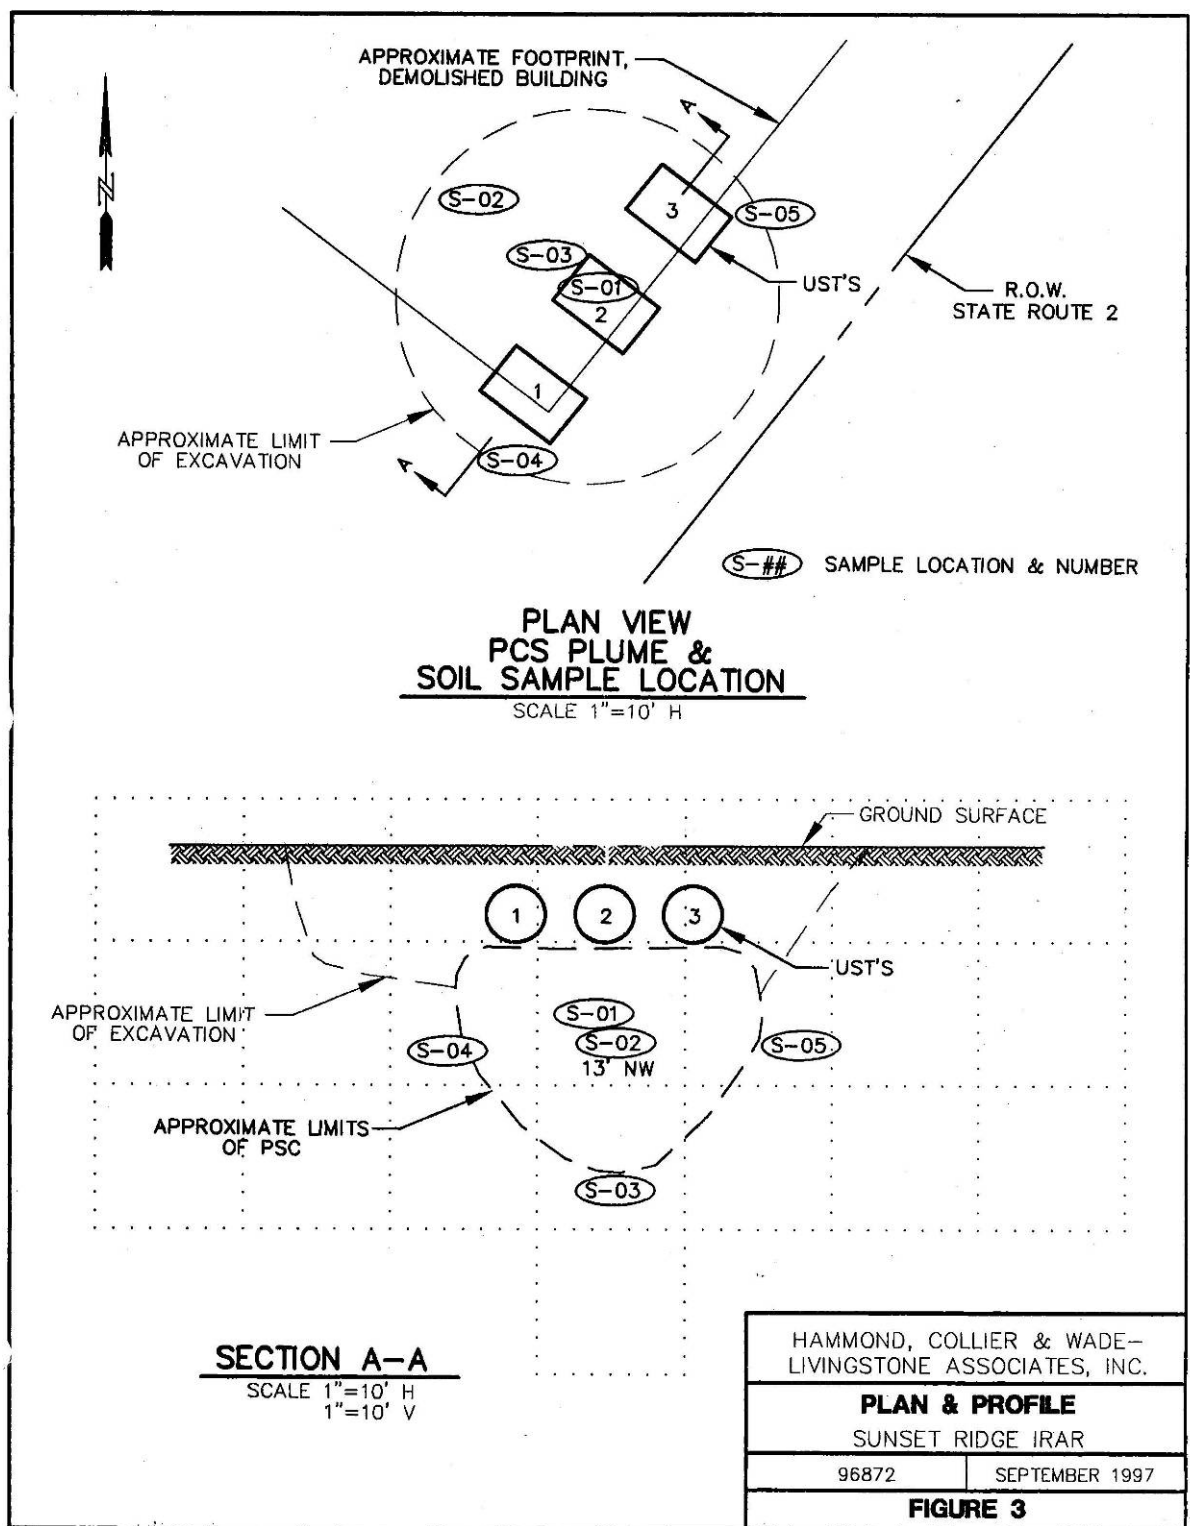 APPROXIMATE FOOTPRINT,
DEMOLISHED BUILDING
A
N
S-02
3
S-05
S-03
S-01
UST'S
R.O.W.
STATE ROUTE 2
2
1
APPROXIMATE LIMIT
OF EXCAVATION
S-04
A
S-## SAMPLE LOCATION & NUMBER
PLAN VIEW
PCS PLUME &
SOIL SAMPLE LOCATION
SCALE 1"=10' H
GROUND SURFACE
1
2
3
UST'S
APPROXIMATE LIMIT
OF EXCAVATION
S-01
S-02
13' NW
S-04
S-05
APPROXIMATE LIMITS
OF PSC
S-03
SECTION A-A
SCALE 1"=10' H
1"=10' V
HAMMOND, COLLIER & WADE-
LIVINGSTONE ASSOCIATES, INC.
PLAN & PROFILE
SUNSET RIDGE IRAR
96872
SEPTEMBER 1997
FIGURE 3